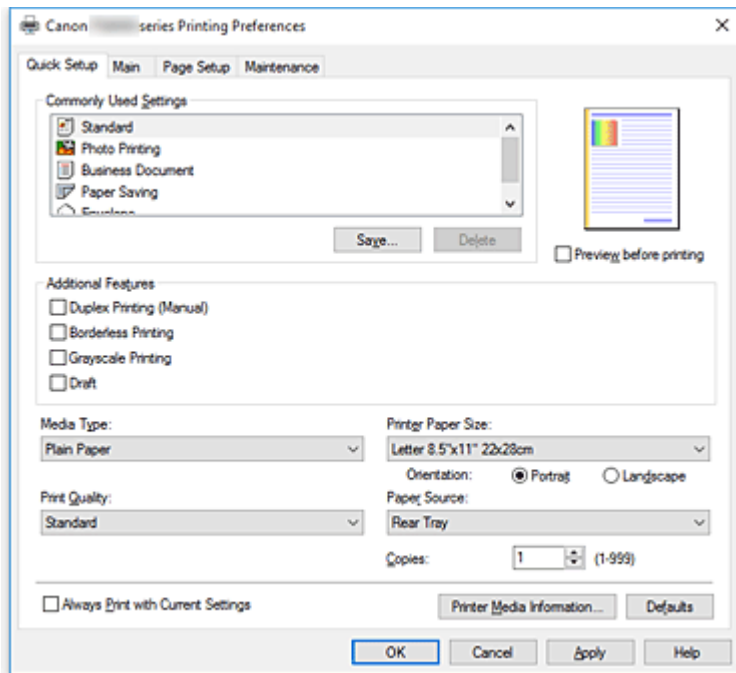 Canon series Printing Preferences
Quick Setup Main Page Setup Maintenance
Commonly Used Settings
Standard
Photo Printing
Business Document
Paper Saving
Envelope
Save... Delete
Preview before printing
Additional Features
Duplex Printing (Manual)
Borderless Printing
Grayscale Printing
Draft
Media Type: Printer Paper Size:
Plain Paper Letter 8.5"x11" 22x28cm
Orientation: Portrait Landscape
Print Quality: Paper Source:
Standard Rear Tray
Copies: 1 (1-999)
Always Print with Current Settings Printer Media Information... Defaults
OK Cancel Apply Help